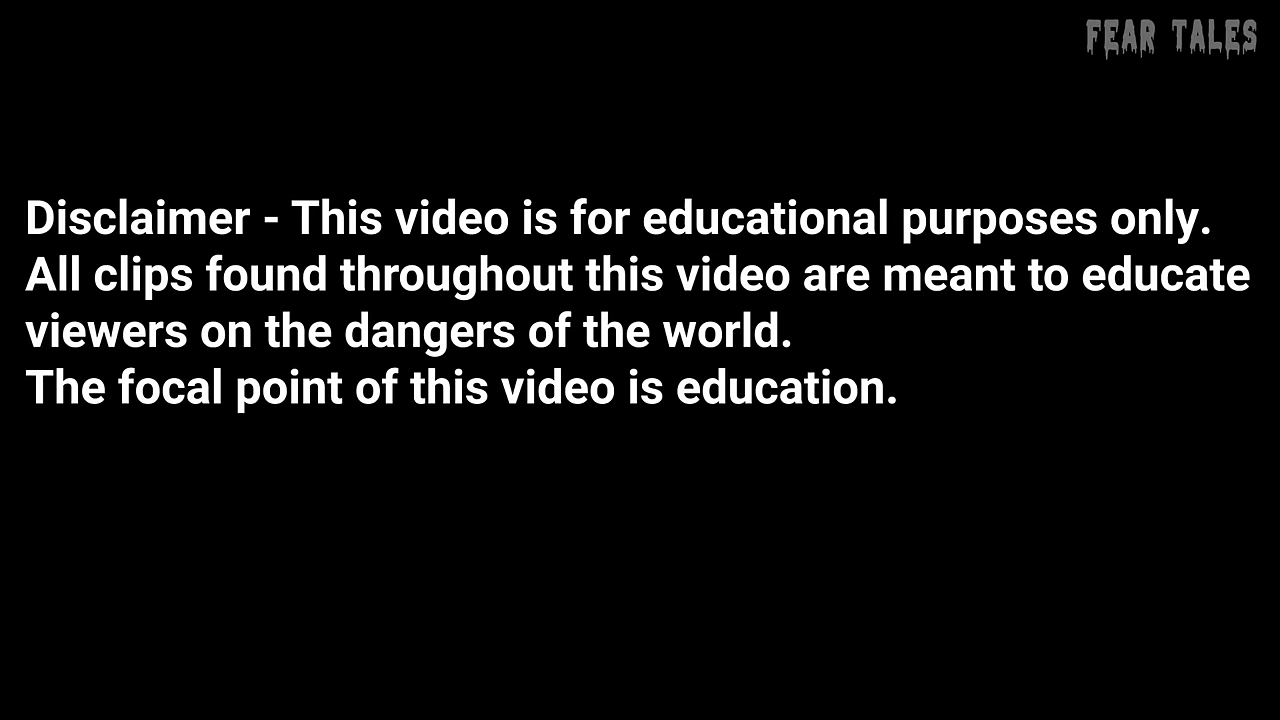 FEAR TALES
Disclaimer - This video is for educational purposes only.
All clips found throughout this video are meant to educate
viewers on the dangers of the world.
The focal point of this video is education.